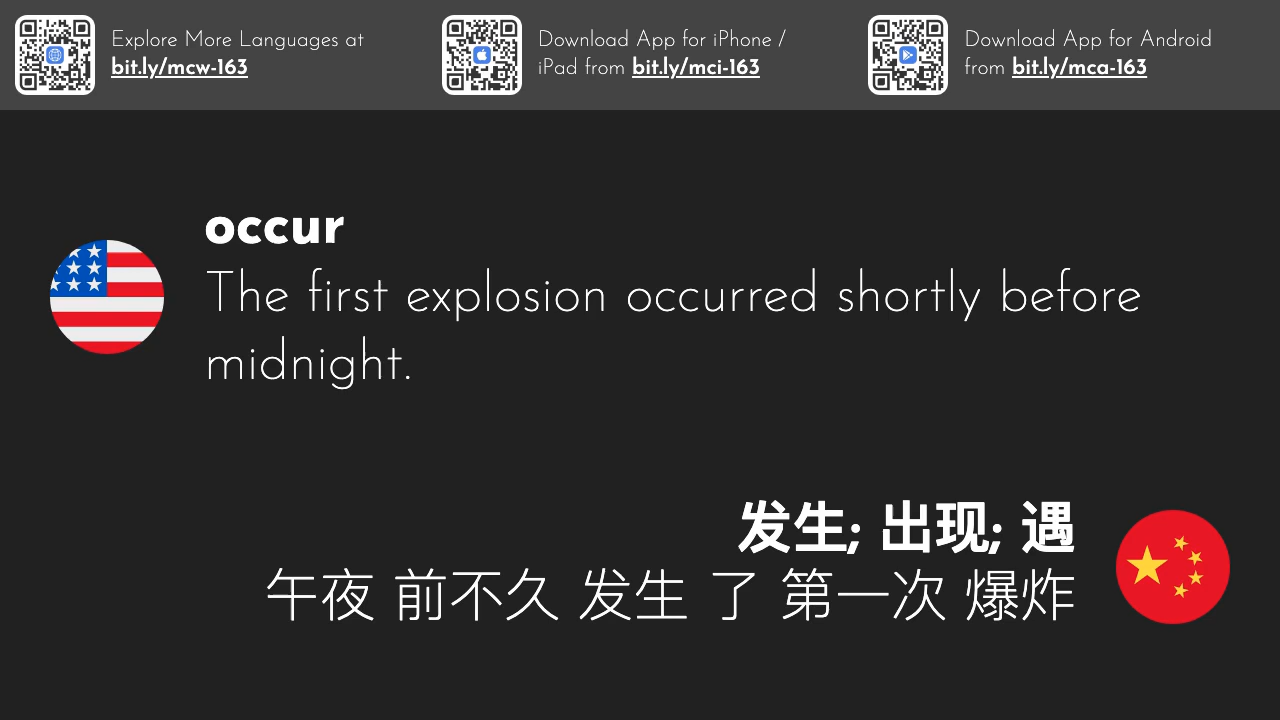 Explore More Languages at
bit.ly/mcw-163
Download App for iPhone /
iPad from bit.ly/mci-163
Download App for Android
from bit.ly/mca-163
occur
The first explosion occurred shortly before
midnight.
发生; 出现; 遇
午夜 前不久 发生 了 第一次 爆炸